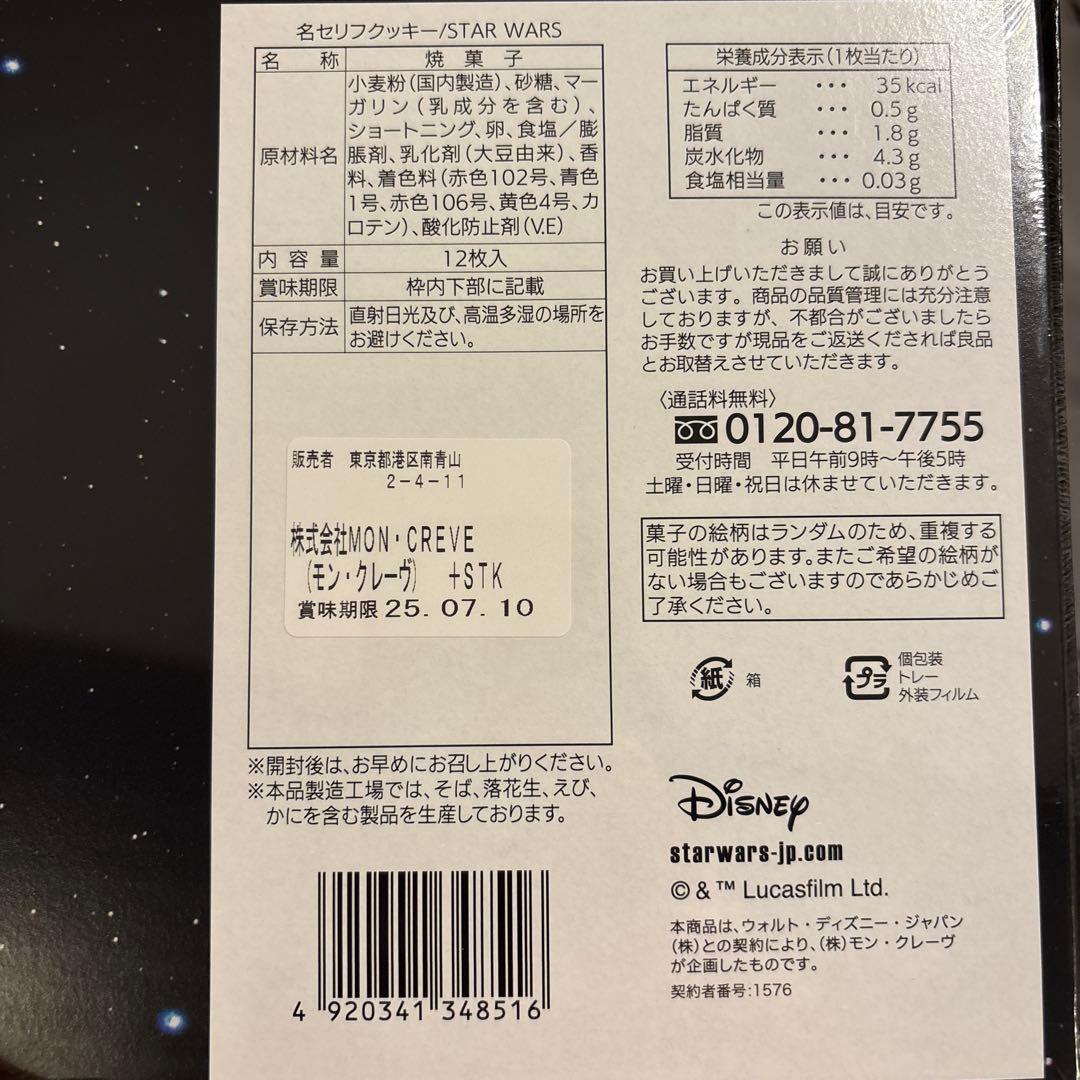 名セリフクッキー/STAR WARS
名 称 焼 菓 子
原材料名
小麦粉(国内製造)、砂糖、マー
ガリン(乳成分を含む)、
ショートニング、卵、食塩/膨
脹剤、乳化剤(大豆由来)、香
料、着色料(赤色102号、青色
1号、赤色106号、黄色4号、カ
ロテン)、酸化防止剤(V.E)
内 容 量 12枚入
賞味期限 枠内下部に記載
保存方法
直射日光及び、高温多湿の場所を
お避けください。
販売者 東京都港区南青山
2-4-11
株式会社MON・CREVE
(モン・クレーヴ) +STK
賞味期限 25. 07. 10
※開封後は、お早めにお召し上がりください。
※本品製造工場では、そば、落花生、えび、
かにを含む製品を生産しております。
4 920341 348516
栄養成分表示(1枚当たり)
エネルギー ・・・ 35kcal
たんぱく質 ・・・ 0.5g
脂質 ・・・ 1.8g
炭水化物 ・・・ 4.3g
食塩相当量 ・・・ 0.03g
この表示値は、目安です。
お願い
お買い上げいただきまして誠にありがとう
ございます。商品の品質管理には充分注意
しておりますが、不都合がございましたら
お手数ですが現品をご返送くだされば良品
とお取替えさせていただきます。
〈通話料無料〉
0120-81-7755
受付時間 平日午前9時〜午後5時
土曜・日曜・祝日は休ませていただきます。
菓子の絵柄はランダムのため、重複する
可能性があります。またご希望の絵柄が
ない場合もございますのであらかじめご
了承ください。
紙 箱
プラ
個包装
トレー
外装フィルム
Disney
starwars-jp.com
© & ™ Lucasfilm Ltd.
本商品は、ウォルト・ディズニー・ジャパン
(株)との契約により、(株)モン・クレーヴ
が企画したものです。
契約者番号:1576